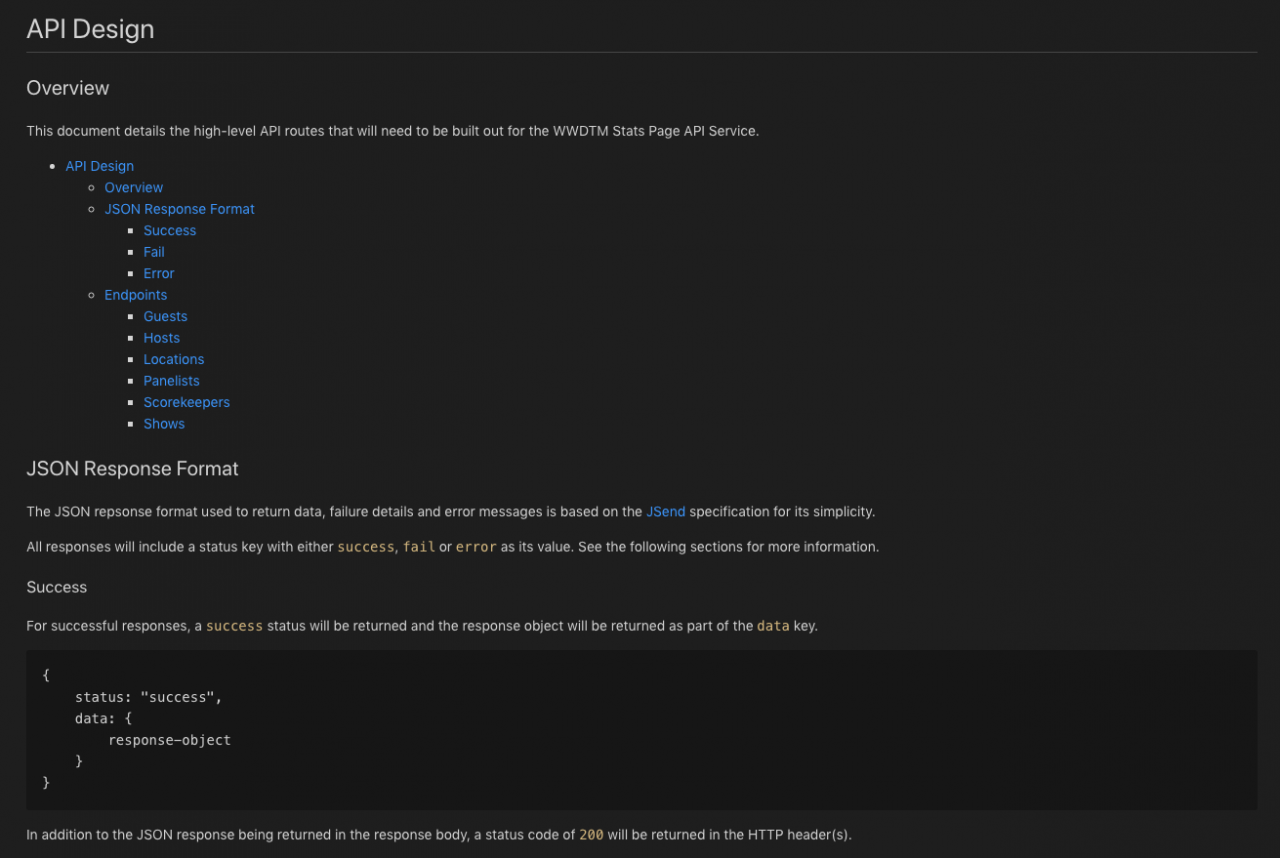 API Design
Overview
This document details the high-level API routes that will need to be built out for the WWDTM Stats Page API Service.
API Design
Overview
JSON Response Format
Success
Fail
Error
Endpoints
Guests
Hosts
Locations
Panelists
Scorekeepers
Shows
JSON Response Format
The JSON repsonse format used to return data, failure details and error messages is based on the JSend specification for its simplicity.
All responses will include a status key with either success, fail or error as its value. See the following sections for more information.
Success
For successful responses, a success status will be returned and the response object will be returned as part of the data key.
{
    status: "success",
    data: {
        response-object
    }
}
In addition to the JSON response being returned in the response body, a status code of 200 will be returned in the HTTP header(s).